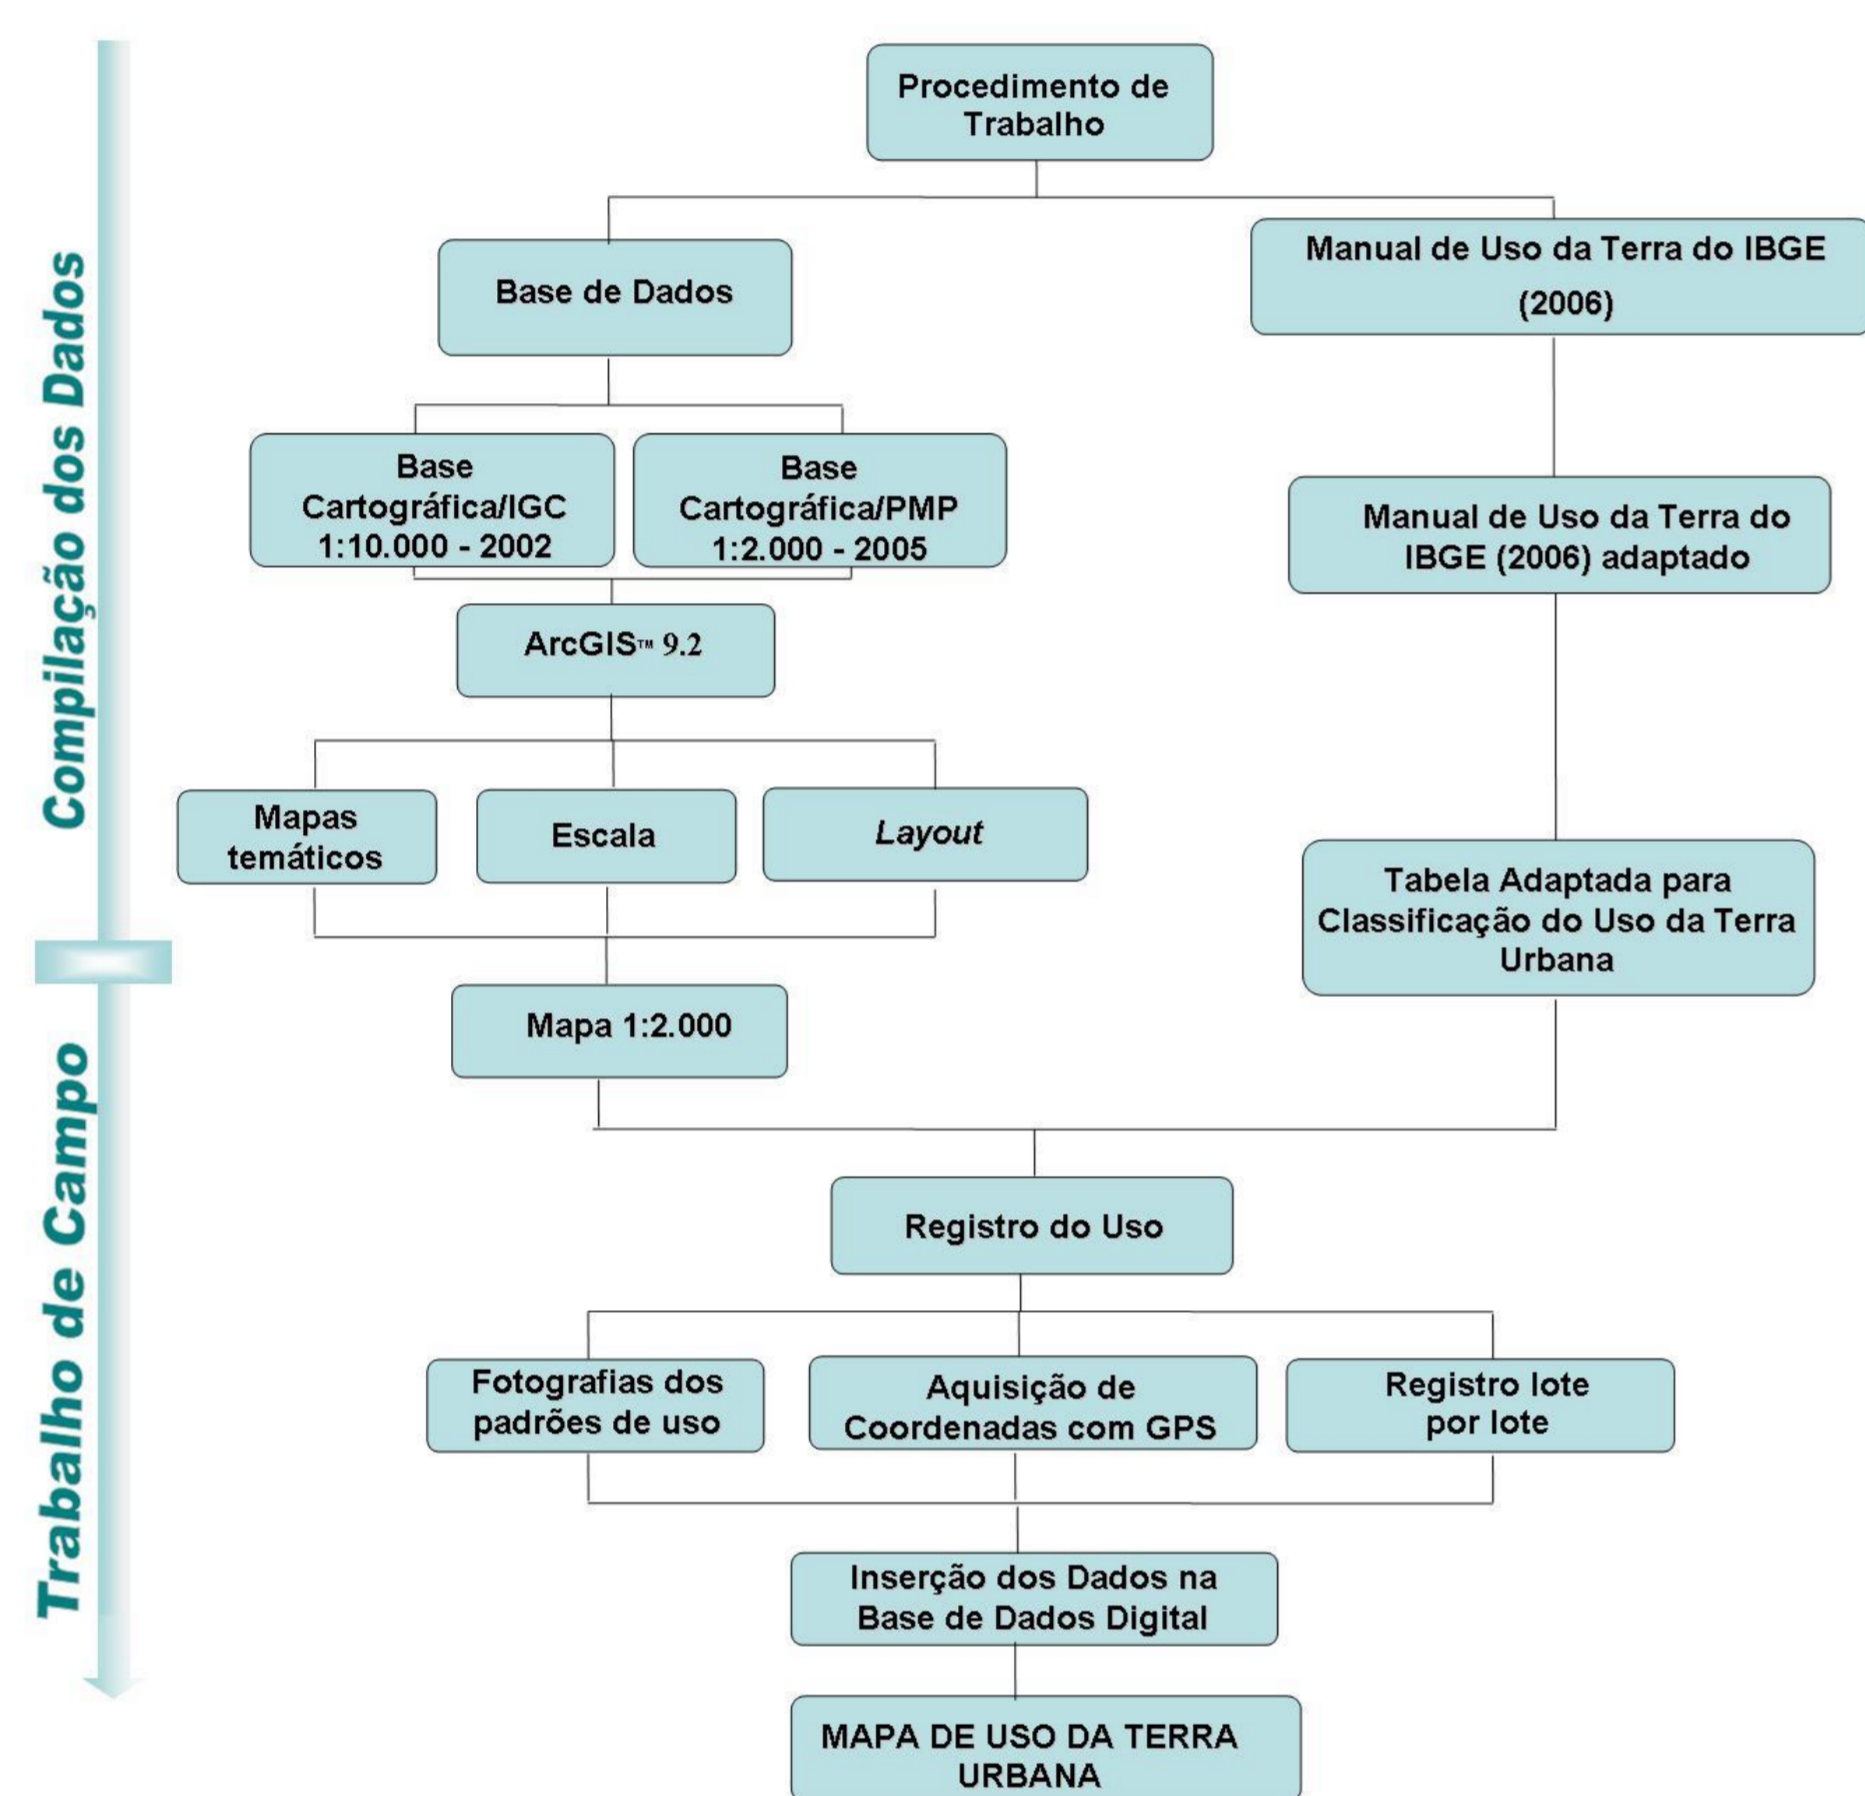 Compilação dos Dados
Trabalho de Campo
Procedimento de
Trabalho
Base de Dados
Manual de Uso da Terra do IBGE
(2006)
Base
Cartográfica/IGC
1:10.000 - 2002
Base
Cartográfica/PMP
1:2.000 - 2005
Manual de Uso da Terra do
IBGE (2006) adaptado
ArcGIS™ 9.2
Mapas
temáticos
Escala
Layout
Tabela Adaptada para
Classificação do Uso da Terra
Urbana
Mapa 1:2.000
Registro do Uso
Fotografias dos
padrões de uso
Aquisição de
Coordenadas com GPS
Registro lote
por lote
Inserção dos Dados na
Base de Dados Digital
MAPA DE USO DA TERRA
URBANA